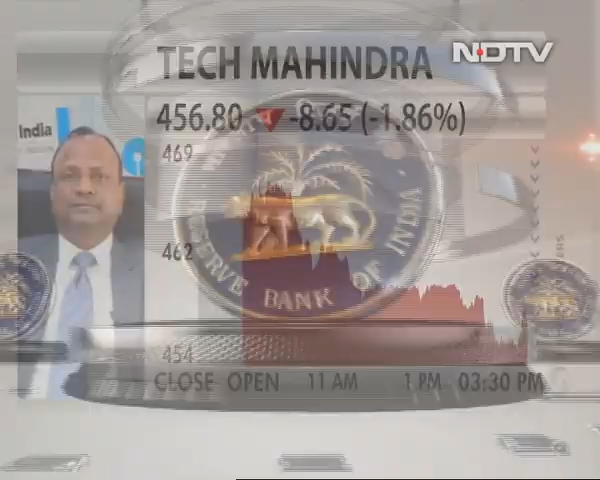 NDTV
TECH MAHINDRA
456.80 ▼ -8.65 (-1.86%)
469
India
462
RESERVE BANK OF INDIA
454
CLOSE OPEN 11 AM 1 PM 03:30 PM